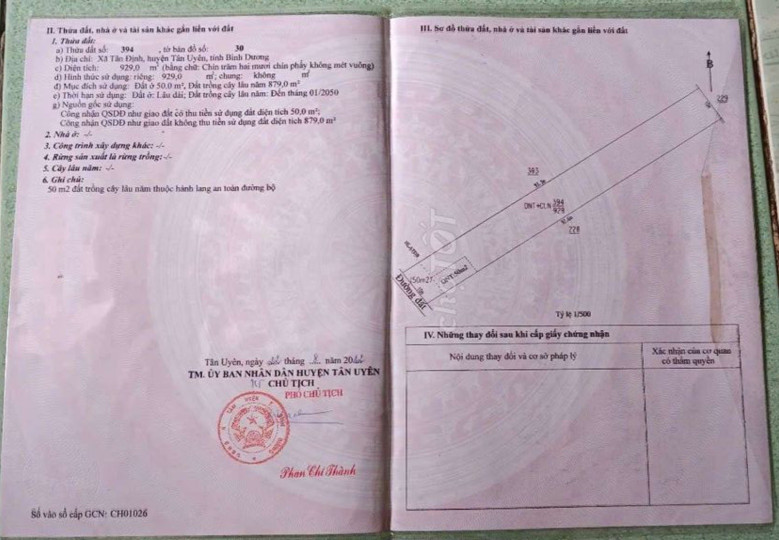 II. Thửa đất, nhà ở và tài sản khác gắn liền với đất
1. Thửa đất:
a) Thửa đất số: 394 , tờ bản đồ số: 30
b) Địa chỉ: Xã Tân Định, huyện Tân Uyên, tỉnh Bình Dương
c) Diện tích: 929,0 m² (bằng chữ: Chín trăm hai mươi chín phẩy không mét vuông)
d) Hình thức sử dụng: riêng: 929,0 m²; chung: không m²
đ) Mục đích sử dụng: Đất ở 50,0 m², Đất trồng cây lâu năm 879,0 m²
e) Thời hạn sử dụng: Đất ở: Lâu dài; Đất trồng cây lâu năm: Đến tháng 01/2050
g) Nguồn gốc sử dụng:
Công nhận QSDĐ như giao đất có thu tiền sử dụng đất diện tích 50,0 m²;
Công nhận QSDĐ như giao đất không thu tiền sử dụng đất diện tích 879,0 m²
2. Nhà ở: -/-
3. Công trình xây dựng khác: -/-
4. Rừng sản xuất là rừng trồng: -/-
5. Cây lâu năm: -/-
6. Ghi chú:
50 m2 đất trồng cây lâu năm thuộc hành lang an toàn đường bộ
Tân Uyên, ngày tháng năm
TM. ỦY BAN NHÂN DÂN HUYỆN TÂN UYÊN
CHỦ TỊCH
PHÓ CHỦ TỊCH
Phan Chí Thành
Số vào sổ cấp GCN: CH01026
III. Sơ đồ thửa đất, nhà ở và tài sản khác gắn liền với đất
B
229
393
ONT+CLN 394
929
228
HLATĐB
(50m2)
Đường đất
Tỷ lệ 1/500
CHỢ TỐT
IV. Những thay đổi sau khi cấp giấy chứng nhận
Nội dung thay đổi và cơ sở pháp lý
Xác nhận của cơ quan
có thẩm quyền